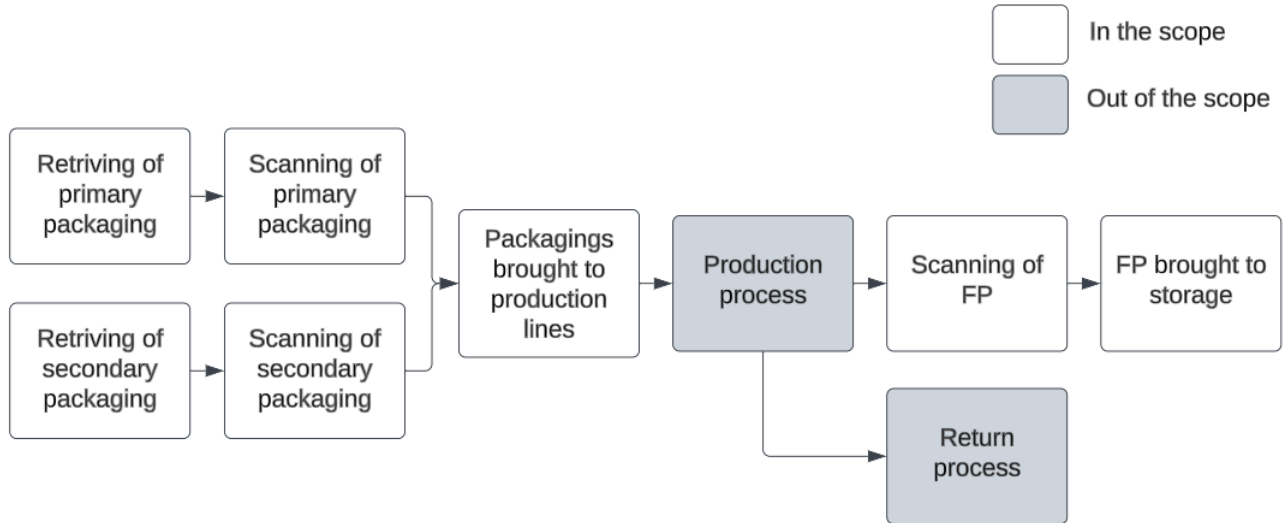 In the scope
Out of the scope
Retriving of
primary
packaging
Scanning of
primary
packaging
Retriving of
secondary
packaging
Scanning of
secondary
packaging
Packagings
brought to
production
lines
Production
process
Scanning of
FP
FP brought to
storage
Return
process